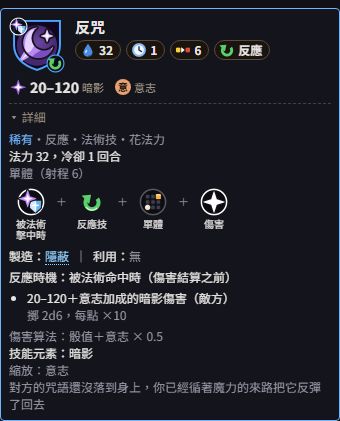 反咒
32 1 6 反應
20–120 暗影 意 意志
詳細
稀有・反應・法術技・花法力
法力 32，冷卻 1 回合
單體（射程 6）
被法術擊中時 + 反應技 + 單體 + 傷害
製造：隱蔽 ｜ 利用：無
反應時機：被法術命中時（傷害結算之前）
• 20–120＋意志加成的暗影傷害（敵方）
擲 2d6，每點 ×10
傷害算法：骰值＋意志 × 0.5
技能元素：暗影
縮放：意志
對方的咒語還沒落到身上，你已經循著魔力的來路把它反彈
了回去